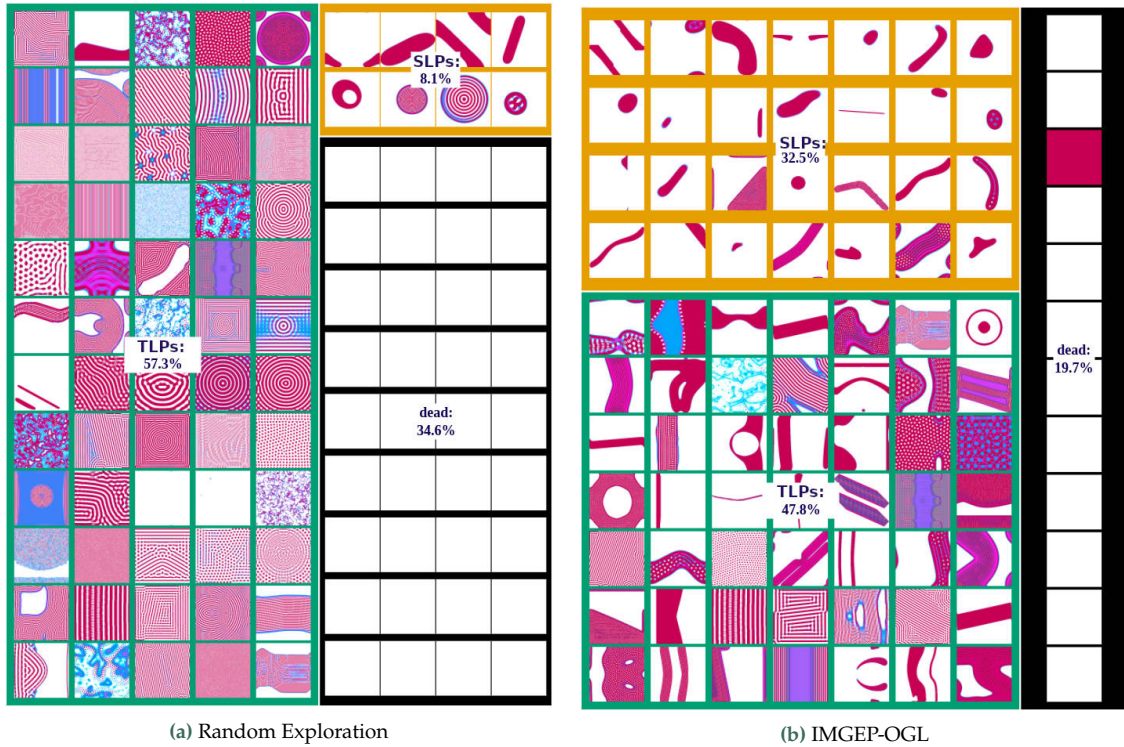 SLPs:
8.1%
TLPs:
57.3%
dead:
34.6%
SLPs:
32.5%
TLPs:
47.8%
dead:
19.7%
(a) Random Exploration
(b) IMGEP-OGL